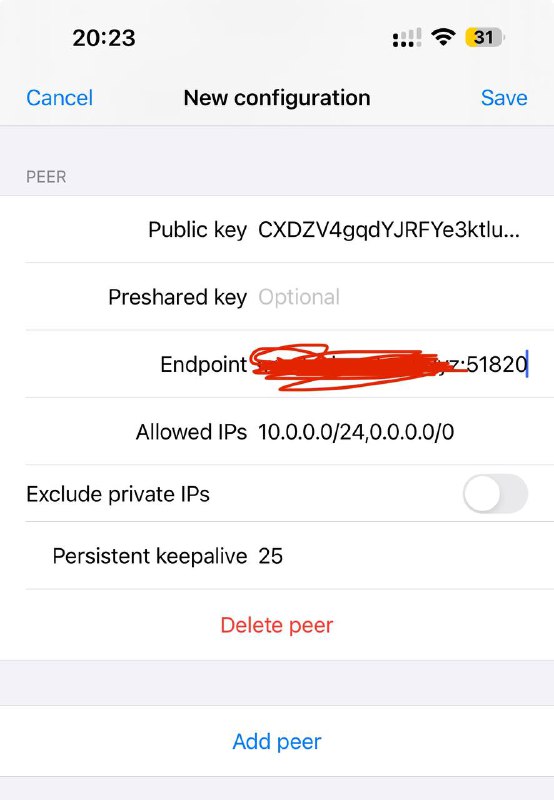 20:23
31
Cancel New configuration Save
PEER
Public key CXDZV4gqdYJRFYe3ktlu...
Preshared key Optional
Endpoint :51820
Allowed IPs 10.0.0.0/24,0.0.0.0/0
Exclude private IPs
Persistent keepalive 25
Delete peer
Add peer